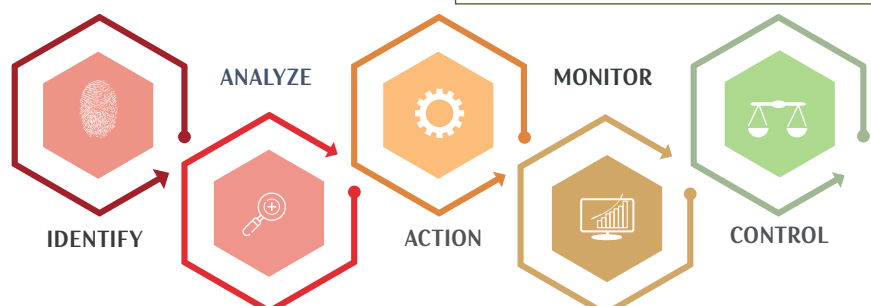 IDENTIFY
ANALYZE
ACTION
MONITOR
CONTROL